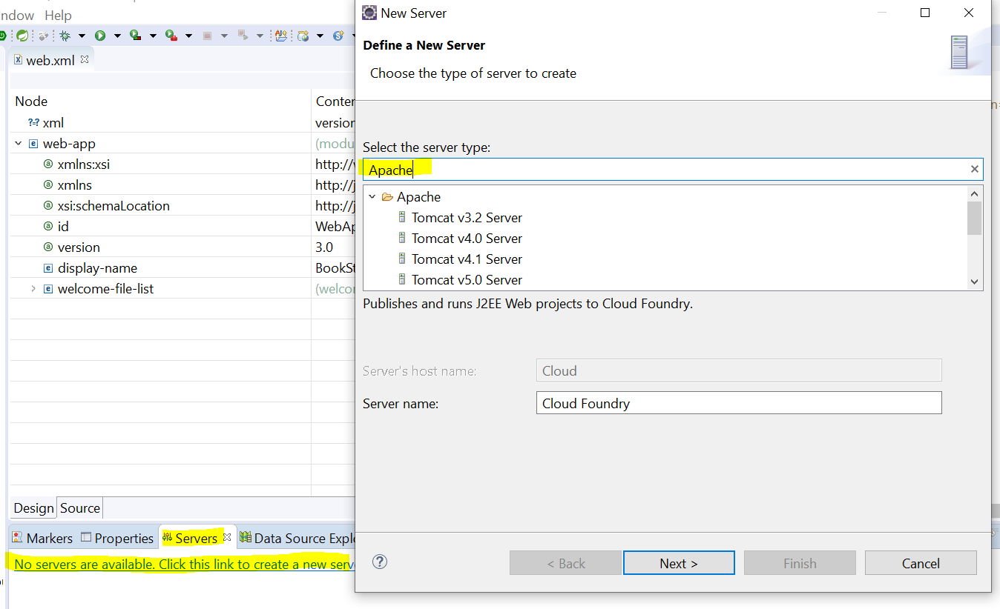 ndow Help
web.xml
Node
Conter
?-? xml
version
web-app
(modu
xmlns:xsi
http://
xmlns
http://j
xsi:schemaLocation
http://j
id
WebAp
version
3.0
display-name
BookSt
welcome-file-list
(welco
Design
Source
Markers
Properties
Servers
Data Source Expl
No servers are available. Click this link to create a new serv
New Server
Define a New Server
Choose the type of server to create
Select the server type:
Apache
Apache
Tomcat v3.2 Server
Tomcat v4.0 Server
Tomcat v4.1 Server
Tomcat v5.0 Server
Publishes and runs J2EE Web projects to Cloud Foundry.
Server's host name:
Cloud
Server name:
Cloud Foundry
< Back
Next >
Finish
Cancel